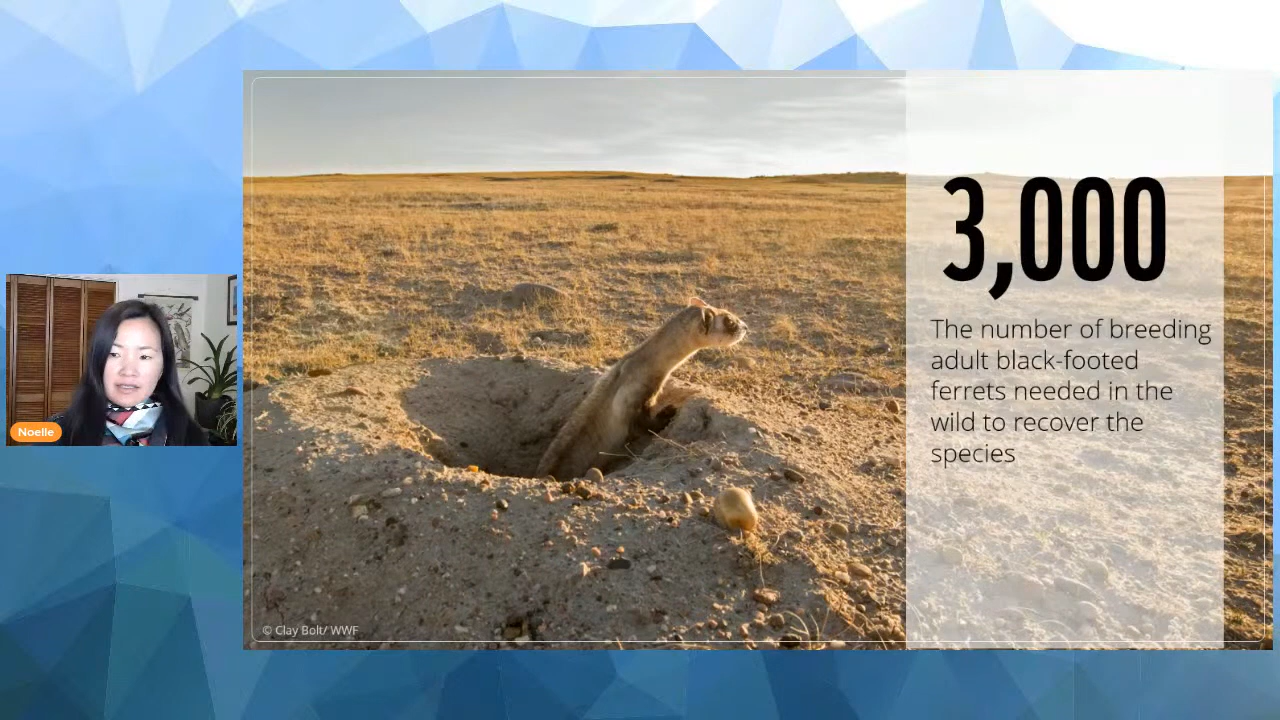 3,000
The number of breeding
adult black-footed
ferrets needed in the
wild to recover the
species
Noelle
© Clay Bolt/ WWF